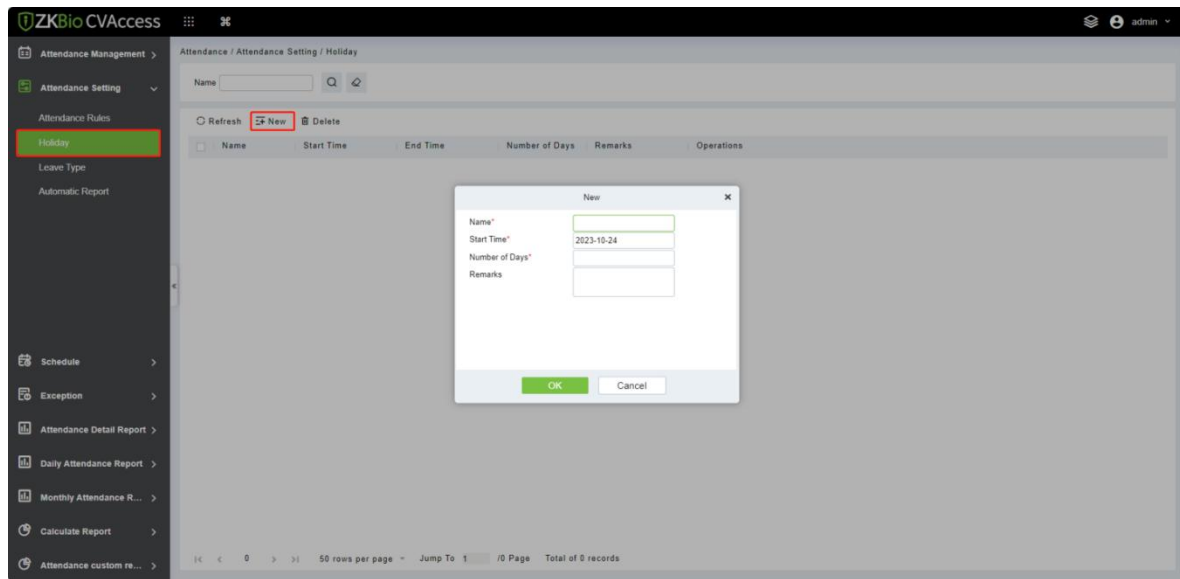 ZKBio CVAccess
admin
Attendance Management
Attendance Setting
Attendance Rules
Holiday
Leave Type
Automatic Report
Schedule
Exception
Attendance Detail Report
Daily Attendance Report
Monthly Attendance R...
Calculate Report
Attendance custom re...
Attendance / Attendance Setting / Holiday
Name
Refresh New Delete
Name Start Time End Time Number of Days Remarks Operations
New
Name*
Start Time* 2023-10-24
Number of Days*
Remarks
OK Cancel
0 50 rows per page Jump To 1 /0 Page Total of 0 records